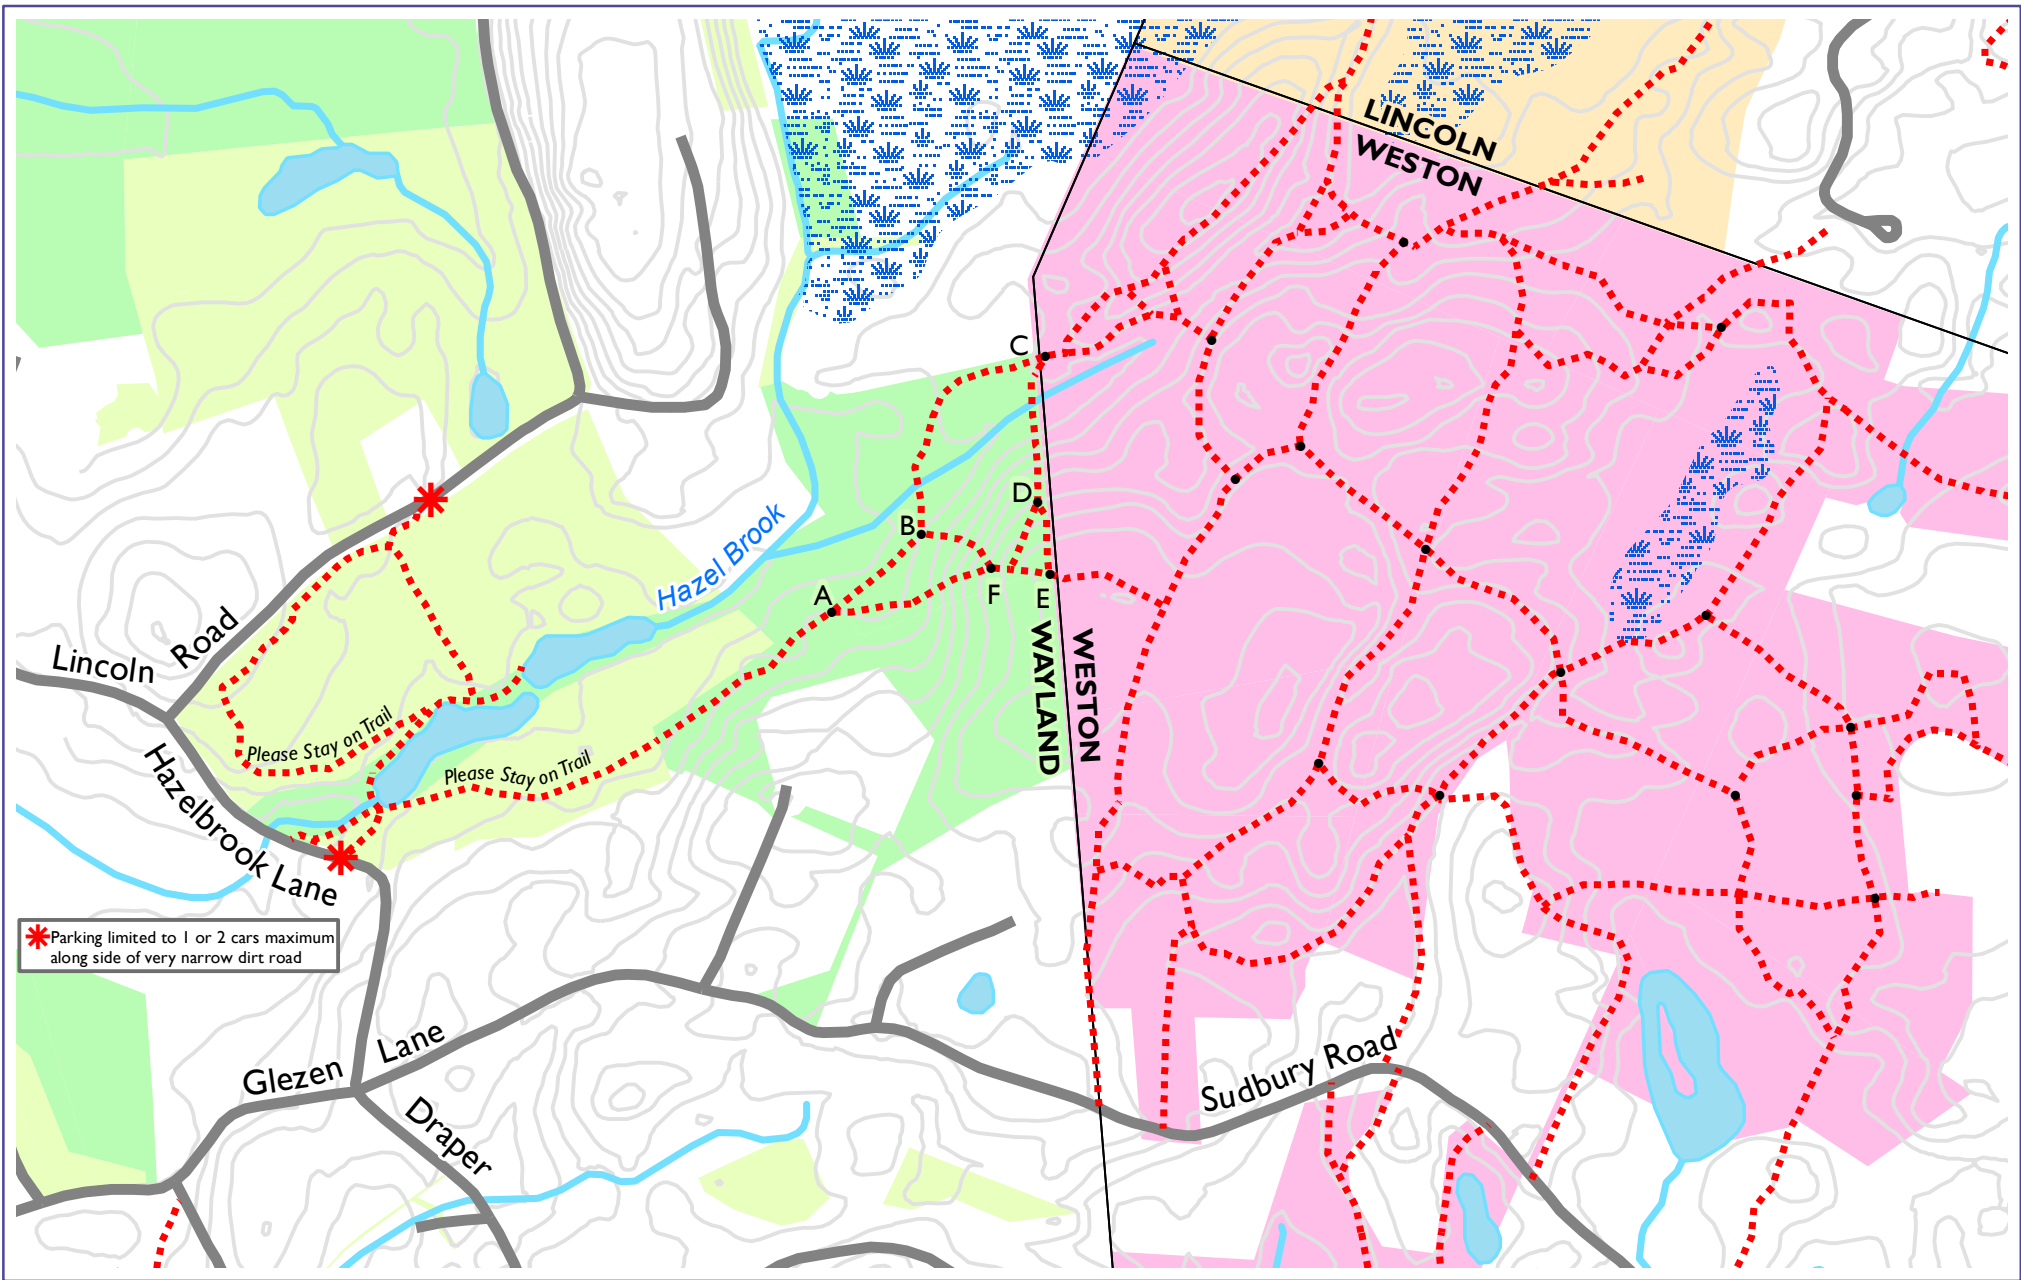 LINCOLN
WESTON
C
D
B
Hazel Brook
A
F
E
WAYLAND
WESTON
Lincoln Road
Please Stay on Trail
Please Stay on Trail
Hazelbrook Lane
Parking limited to 1 or 2 cars maximum
along side of very narrow dirt road
Glezen Lane
Sudbury Road
Draper